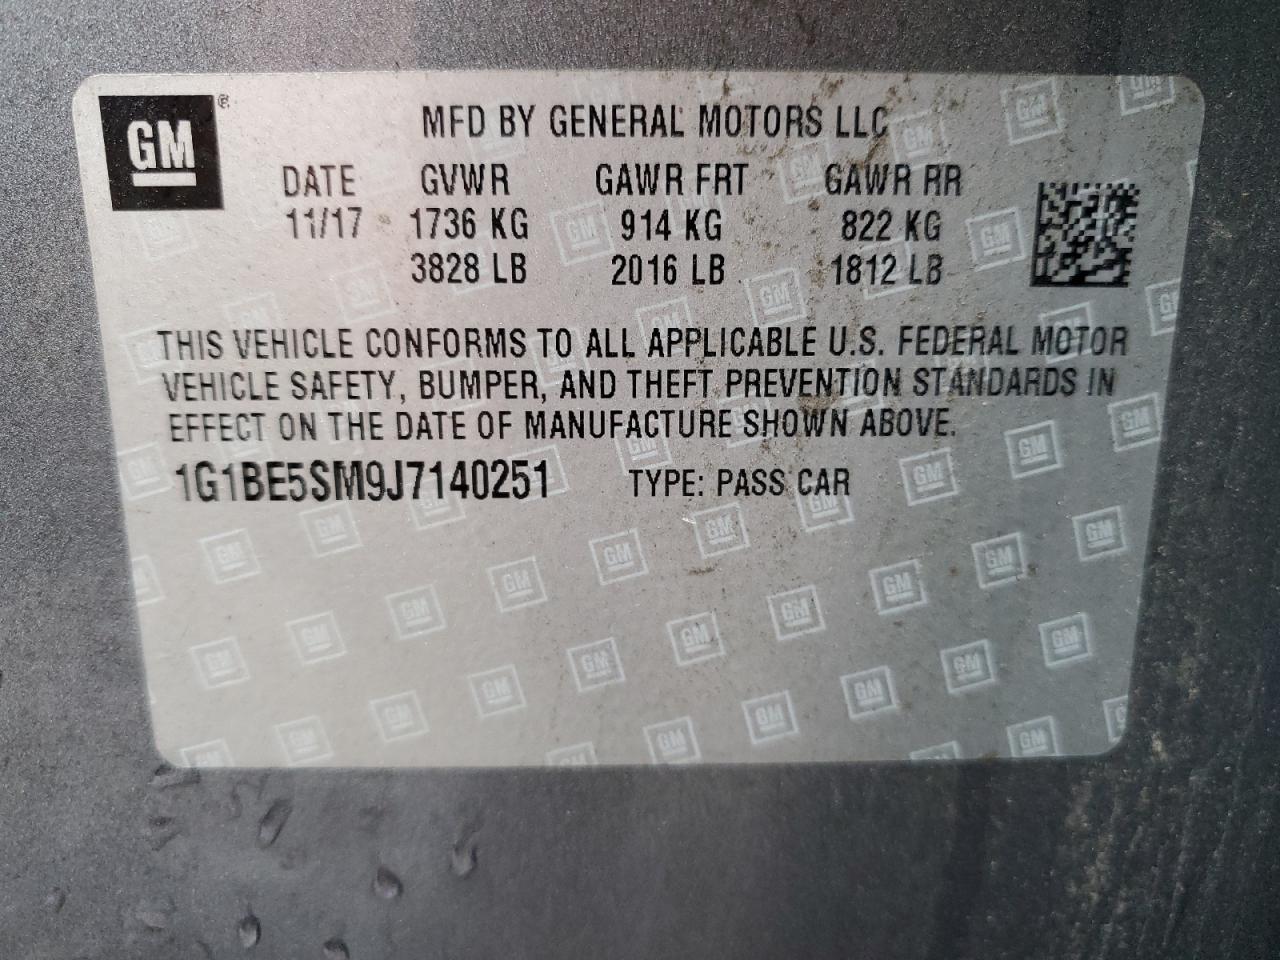 GM ®
MFD BY GENERAL MOTORS LLC
DATE GVWR GAWR FRT GAWR RR
11/17 1736 KG 914 KG 822 KG
3828 LB 2016 LB 1812 LB
THIS VEHICLE CONFORMS TO ALL APPLICABLE U.S. FEDERAL MOTOR
VEHICLE SAFETY, BUMPER, AND THEFT PREVENTION STANDARDS IN
EFFECT ON THE DATE OF MANUFACTURE SHOWN ABOVE.
1G1BE5SM9J7140251 TYPE: PASS CAR